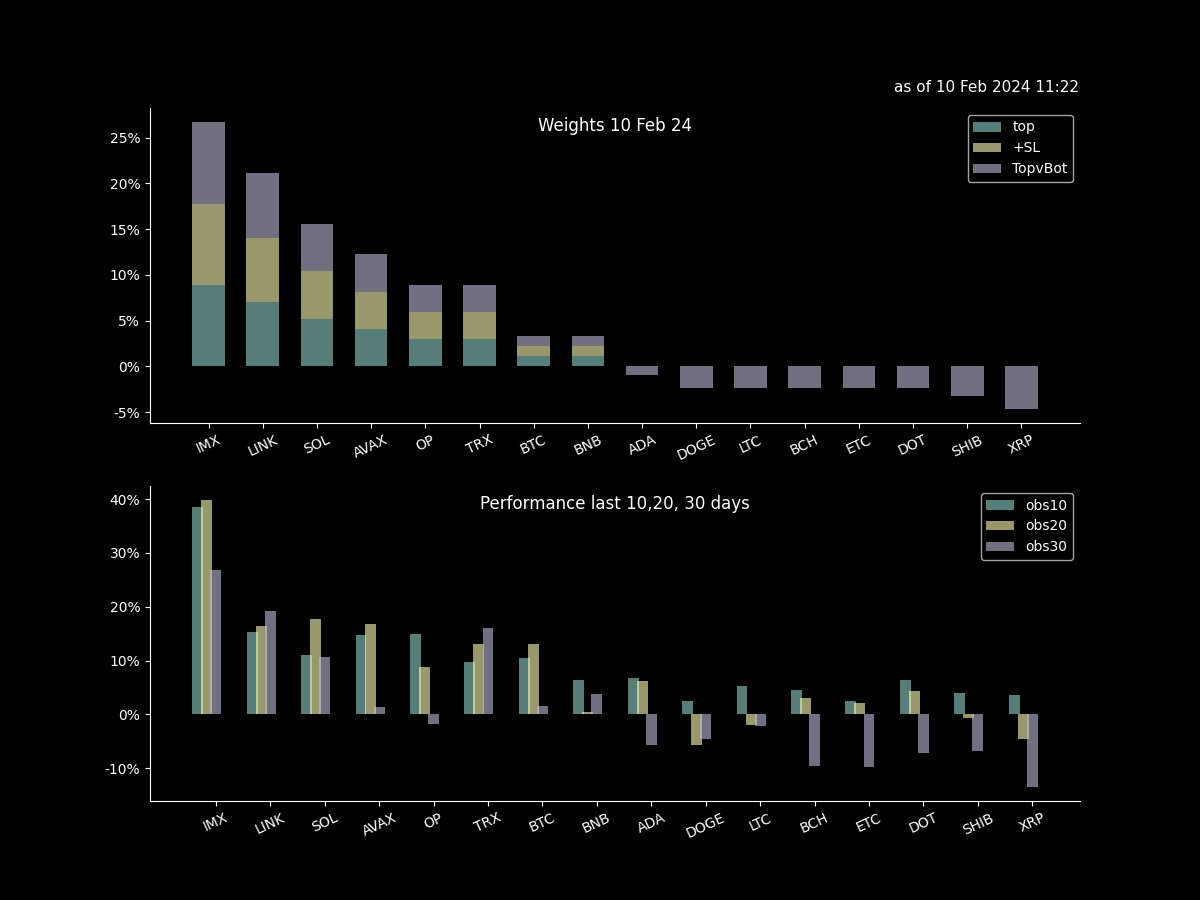 as of 10 Feb 2024 11:22
Weights 10 Feb 24
top
+SL
TopvBot
25%
20%
15%
10%
5%
0%
-5%
IMX LINK SOL AVAX OP TRX BTC BNB ADA DOGE LTC BCH ETC DOT SHIB XRP
Performance last 10,20, 30 days
obs10
obs20
obs30
40%
30%
20%
10%
0%
-10%
IMX LINK SOL AVAX OP TRX BTC BNB ADA DOGE LTC BCH ETC DOT SHIB XRP